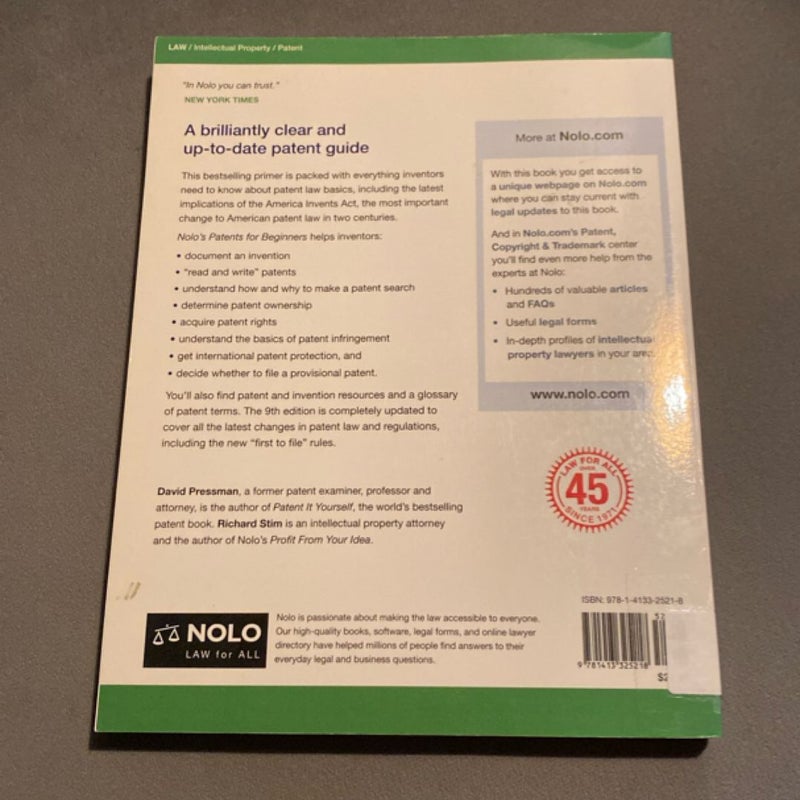 LAW / Intellectual Property / Patent
"In Nolo you can trust."
NEW YORK TIMES
A brilliantly clear and
up-to-date patent guide
This bestselling primer is packed with everything inventors
need to know about patent law basics, including the latest
implications of the America Invents Act, the most important
change to American patent law in two centuries.
Nolo's Patents for Beginners helps inventors:
• document an invention
• "read and write" patents
• understand how and why to make a patent search
• determine patent ownership
• acquire patent rights
• understand the basics of patent infringement
• get international patent protection, and
• decide whether to file a provisional patent.
You'll also find patent and invention resources and a glossary
of patent terms. The 9th edition is completely updated to
cover all the latest changes in patent law and regulations,
including the new "first to file" rules.
David Pressman, a former patent examiner, professor and
attorney, is the author of Patent It Yourself, the world's bestselling
patent book. Richard Stim is an intellectual property attorney
and the author of Nolo's Profit From Your Idea.
More at Nolo.com
With this book you get access to
a unique webpage on Nolo.com
where you can stay current with
legal updates to this book.
And in Nolo.com's Patent,
Copyright & Trademark center
you'll find even more help from the
experts at Nolo:
• Hundreds of valuable articles
and FAQs
• Useful legal forms
• In-depth profiles of intellectua
property lawyers in your area.
www.nolo.com
LAW FOR ALL
OVER
45
YEARS
SINCE 1971
NOLO
LAW for ALL
Nolo is passionate about making the law accessible to everyone.
Our high-quality books, software, legal forms, and online lawyer
directory have helped millions of people find answers to their
everyday legal and business questions.
ISBN: 978-1-4133-2521-8
9 781413 325218
$2